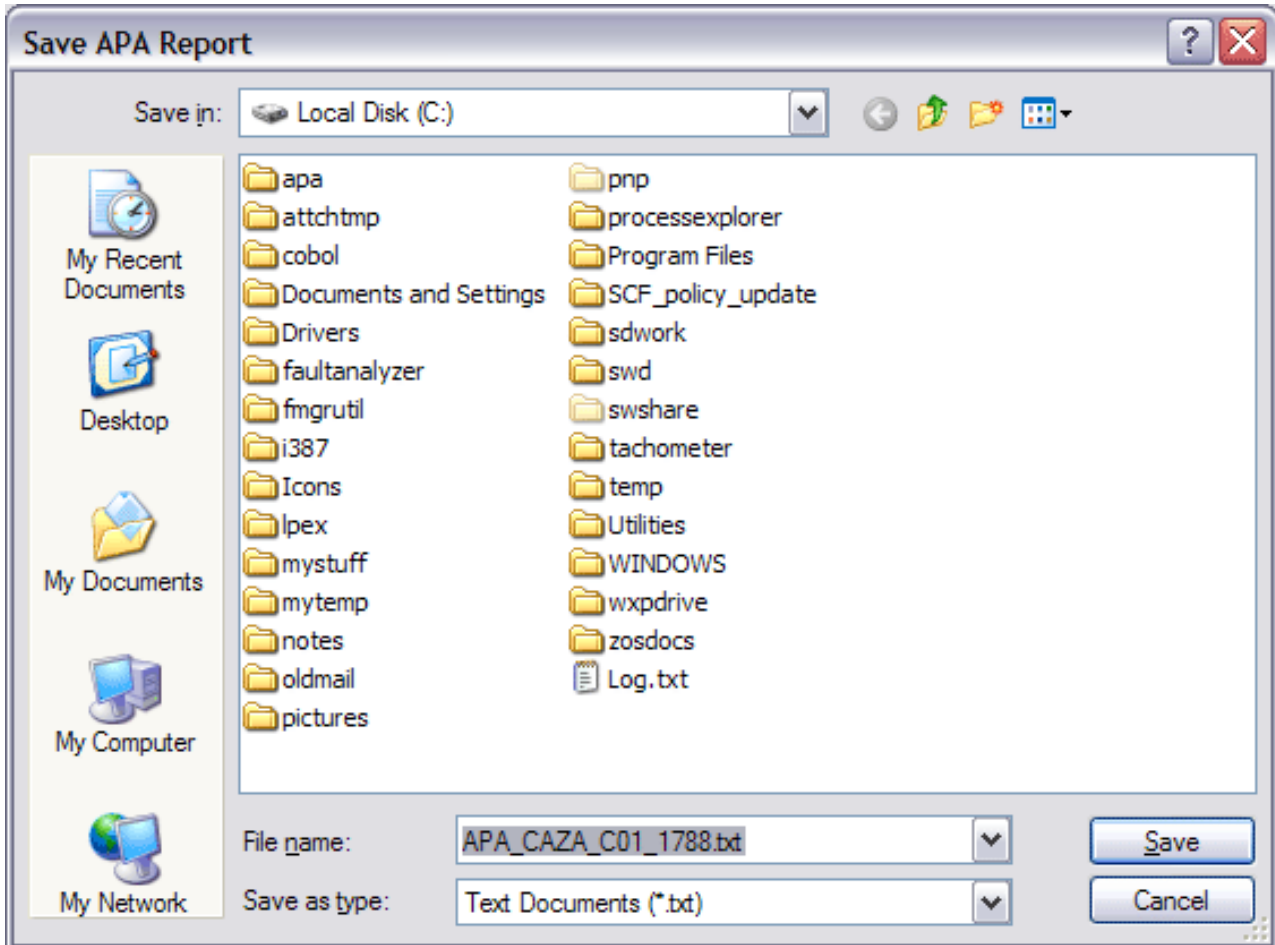 Save APA Report
Save in:
Local Disk (C:)
My Recent
Documents
Desktop
My Documents
My Computer
My Network
apa
attchtmp
cobol
Documents and Settings
Drivers
faultanalyzer
fmgrutil
i387
Icons
lpex
mystuff
mytemp
notes
oldmail
pictures
pnp
processexplorer
Program Files
SCF_policy_update
sdwork
swd
swshare
tachometer
temp
Utilities
WINDOWS
wxpdrive
zosdocs
Log.txt
File name:
APA_CAZA_C01_1788.txt
Save
Save as type:
Text Documents (*.txt)
Cancel